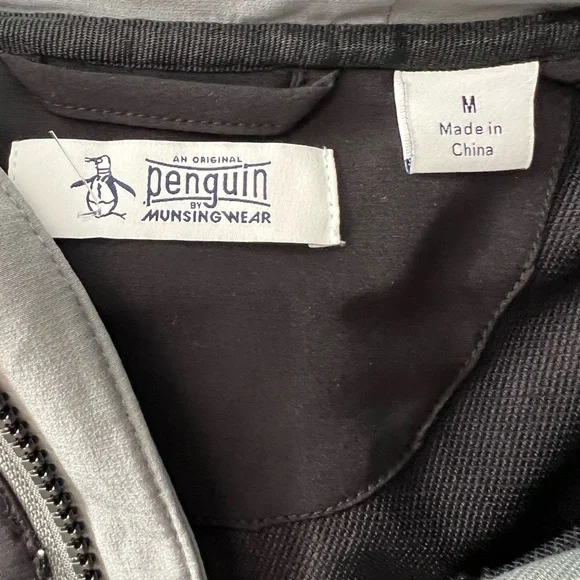 AN ORIGINAL
penguin
BY
MUNSINGWEAR
M
Made in
China